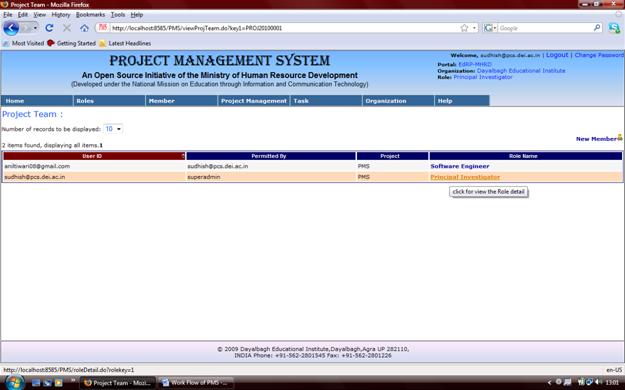 Project Team - Mozilla Firefox
File Edit View History Bookmarks Tools Help
http://localhost:8585/PMS/viewProjTeam.do?key1=PROJ20100001
Google
Most Visited Getting Started Latest Headlines
PROJECT MANAGEMENT SYSTEM
An Open Source Initiative of the Ministry of Human Resource Development
(Developed under the National Mission on Education through Information and Communication Technology)
Welcome, sudhish@pcs.dei.ac.in | Logout | Change Password
Portal: EdRP-MHRD
Organization: Dayalbagh Educational Institute
Role: Principal Investigator
Home Roles Member Project Management Task Organization Help
Project Team :
Number of records to be displayed: 10
New Member
2 items found, displaying all items.1
User ID Permitted By Project Role Name
aniltiwari08@gmail.com sudhish@pcs.dei.ac.in PMS Software Engineer
sudhish@pcs.dei.ac.in superadmin PMS Principal Investigator
click for view the Role detail
© 2009 Dayalbagh Educational Institute,Dayalbagh,Agra UP 282110,
INDIA Phone: +91-562-2801545 Fax: +91-562-2801226
http://localhost:8585/PMS/roleDetail.do?rolekey=1
en-US
Project Team - Mozi... Work Flow of PMS -...
13:01